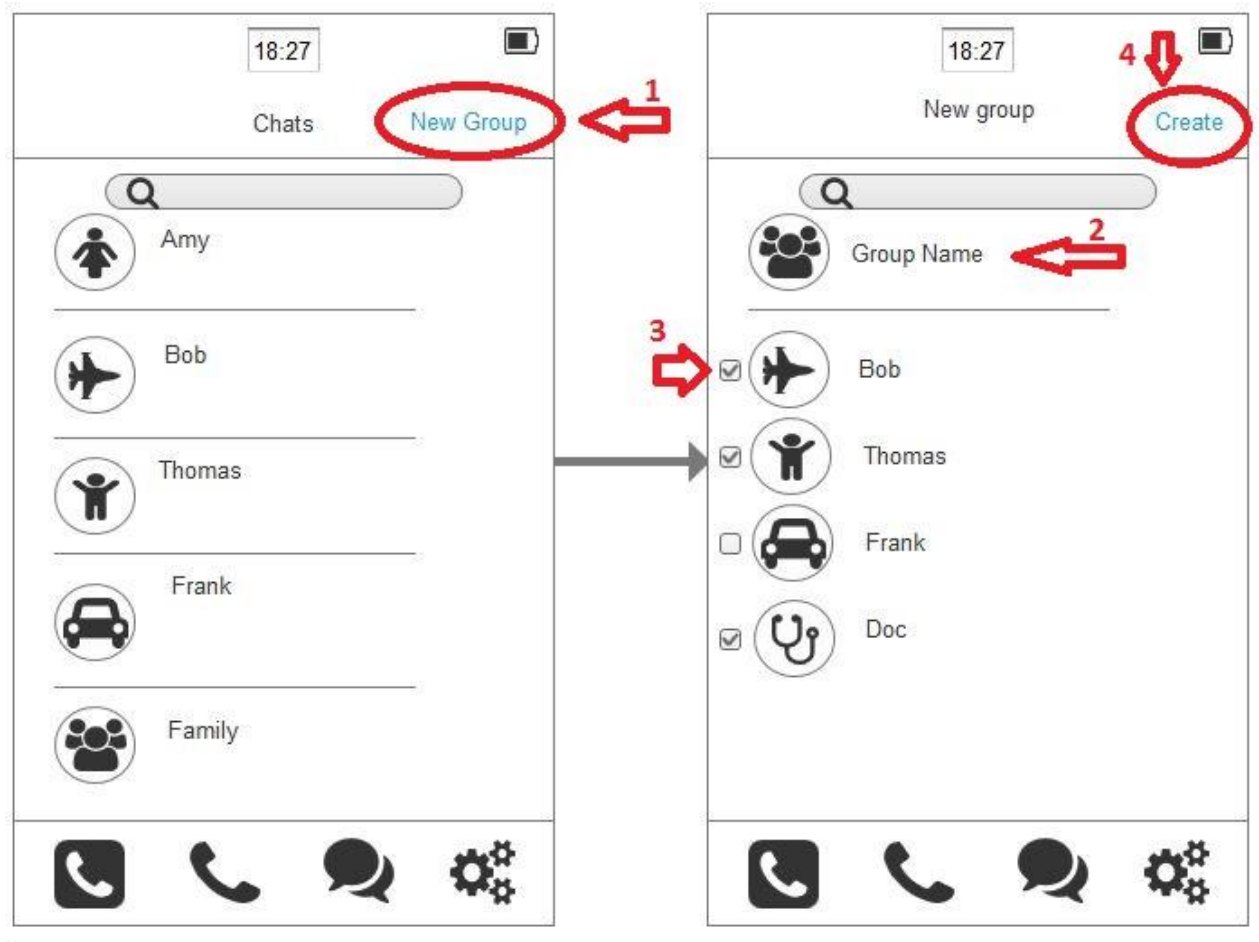 18:27
Chats
New Group
1
Amy
Bob
Thomas
Frank
Family
18:27
4
New group
Create
Group Name
2
3
Bob
Thomas
Frank
Doc